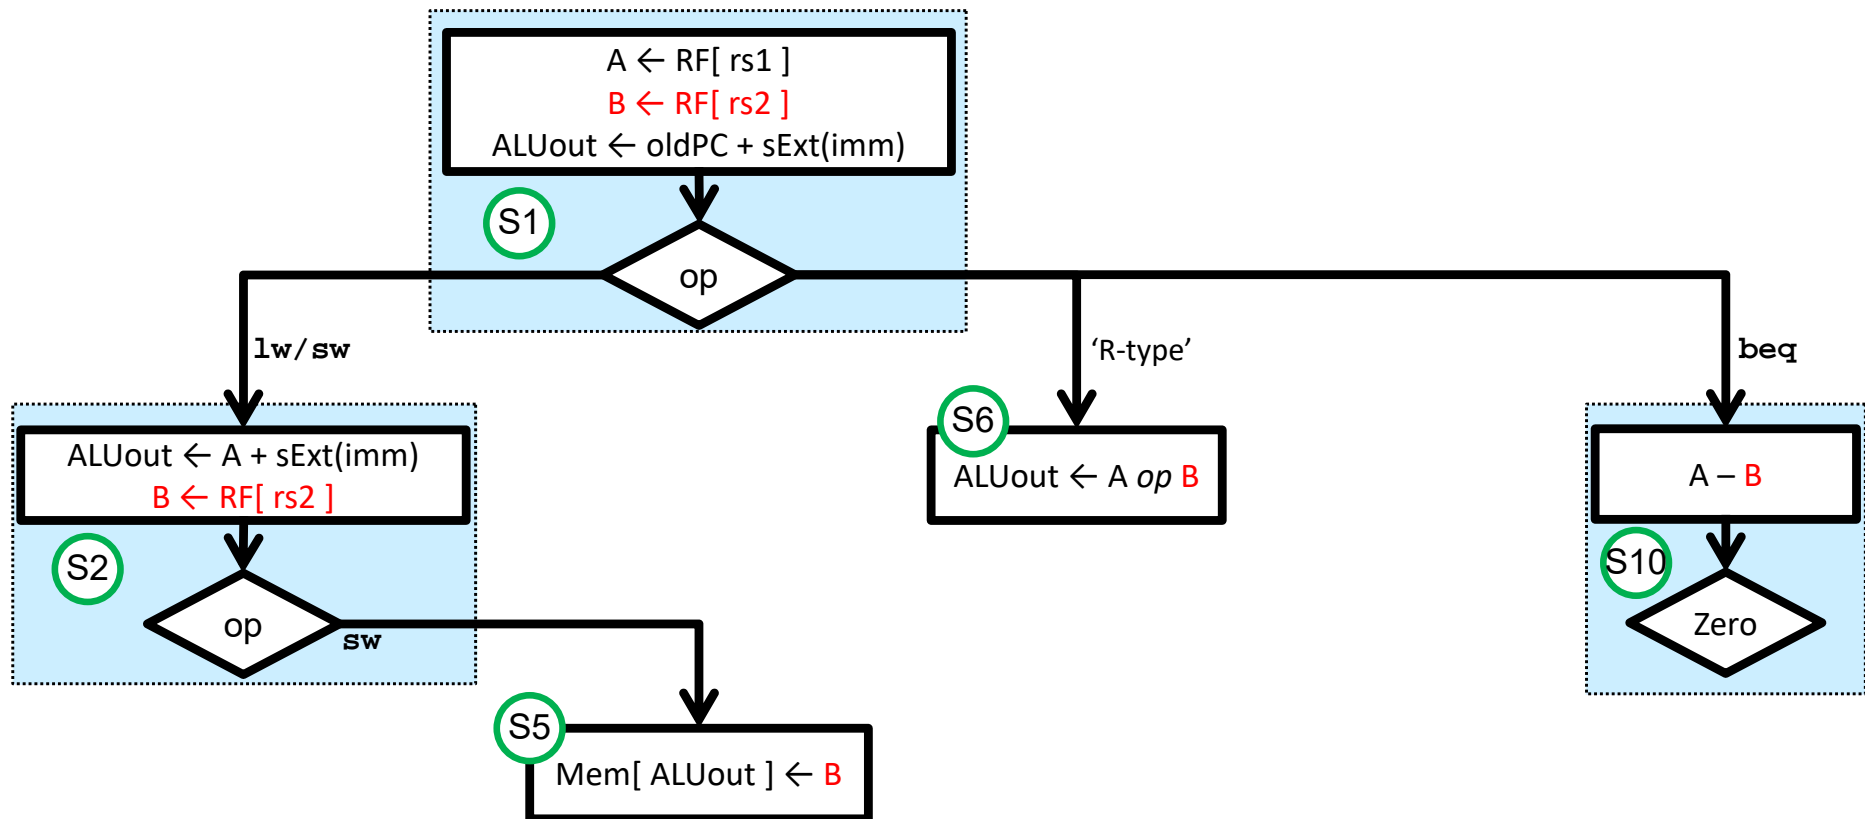 A ← RF[ rs1 ]
B ← RF[ rs2 ]
ALUout ← oldPC + sExt(imm)
S1
op
lw/sw
‘R-type’
beq
S6
ALUout ← A + sExt(imm)
B ← RF[ rs2 ]
ALUout ← A op B
A – B
S2
S10
op
sw
Zero
S5
Mem[ ALUout ] ← B